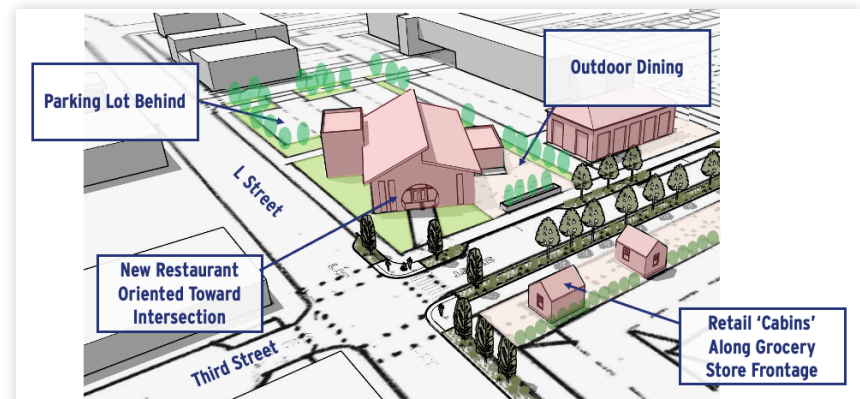 Parking Lot Behind
Outdoor Dining
L Street
New Restaurant
Oriented Toward
Intersection
Third Street
Retail ‘Cabins’
Along Grocery
Store Frontage